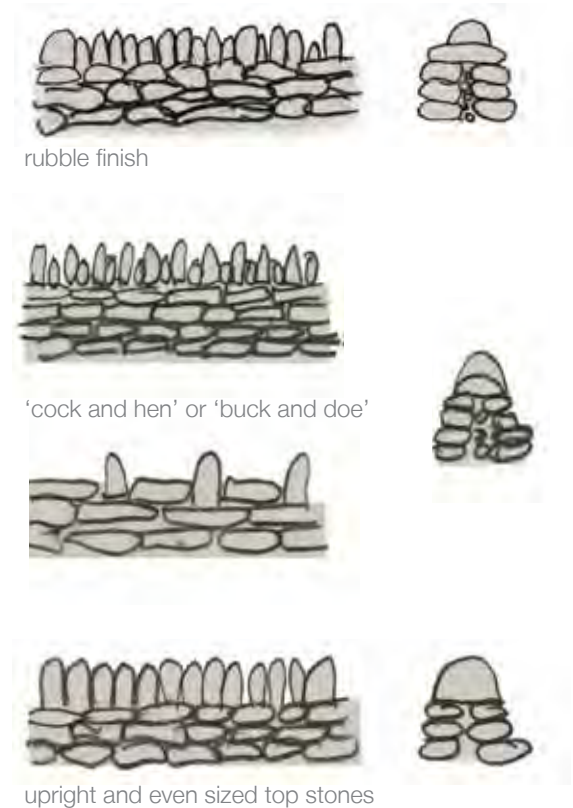 rubble finish
‘cock and hen’ or ‘buck and doe’
upright and even sized top stones